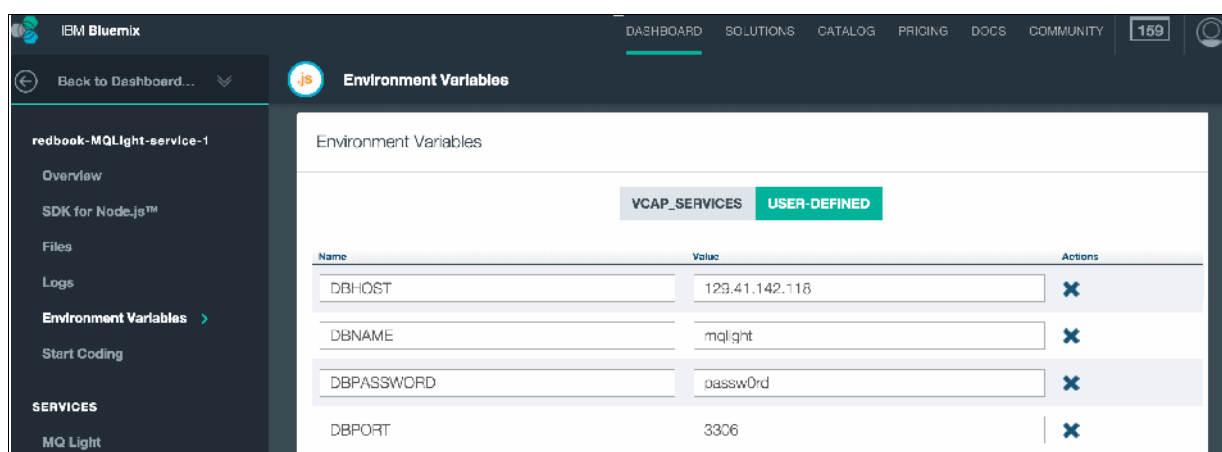 IBM Bluemix
DASHBOARD SOLUTIONS CATALOG PRICING DOCS COMMUNITY 159
Back to Dashboard...
.js Environment Variables
redbook-MQLight-service-1
Overview
SDK for Node.js™
Files
Logs
Environment Variables >
Start Coding
SERVICES
MQ Light
Environment Variables
VCAP_SERVICES USER-DEFINED
Name Value Actions
DBHOST 129.41.142.118
DBNAME mqlight
DBPASSWORD passw0rd
DBPORT 3306